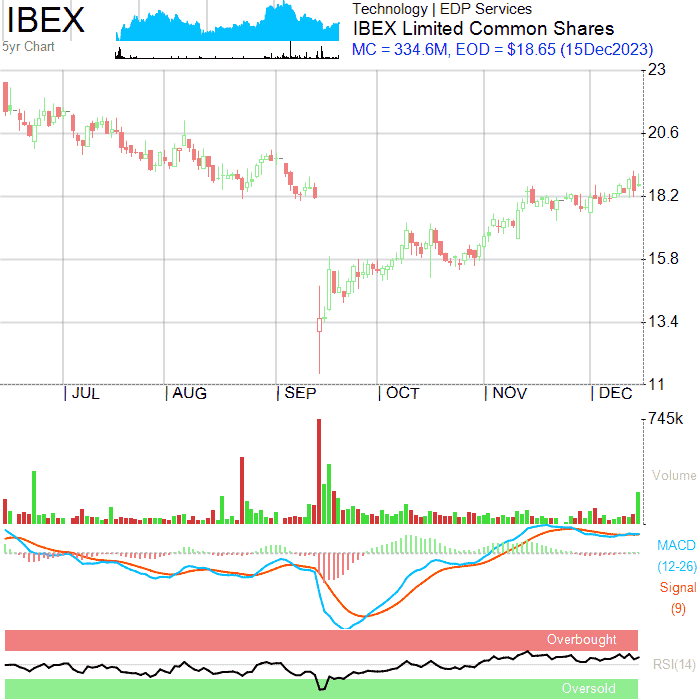 IBEX
5yr Chart
Technology | EDP Services
IBEX Limited Common Shares
MC = 334.6M, EOD = $18.65 (15Dec2023)
23
20.6
18.2
15.8
13.4
11
JUL AUG SEP OCT NOV DEC
745k
Volume
MACD
(12-26)
Signal
(9)
Overbought
RSI(14)
Oversold